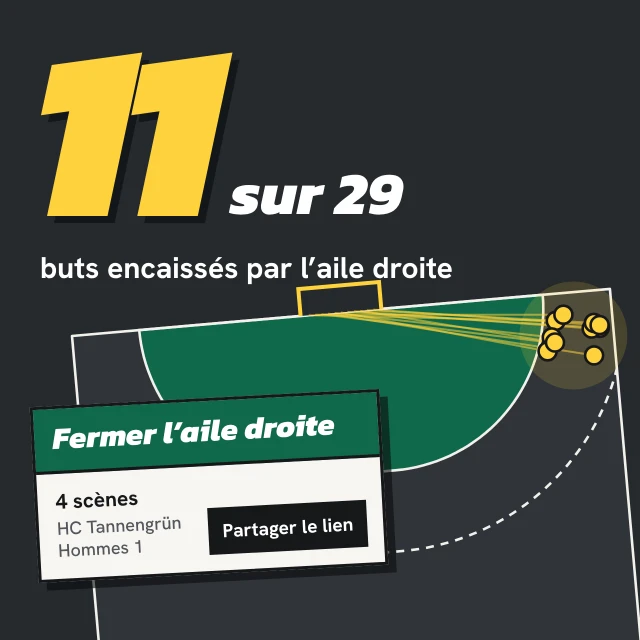 11
sur 29
buts encaissés par l’aile droite
Fermer l’aile droite
4 scènes
HC Tannengrün
Hommes 1
Partager le lien